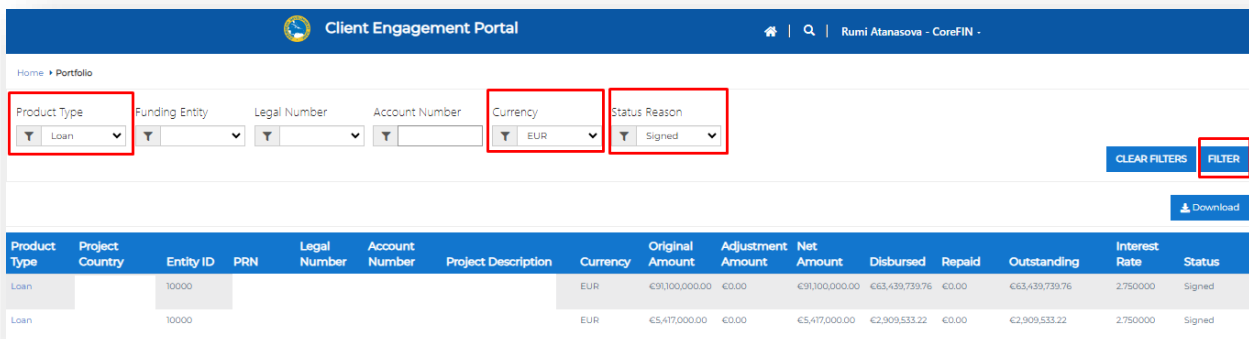 Client Engagement Portal
Rumi Atanasova - CoreFIN -
Home Portfolio
Product Type Funding Entity Legal Number Account Number Currency Status Reason
Loan EUR Signed
CLEAR FILTERS FILTER
Download
Product Type Project Country Entity ID PRN Legal Number Account Number Project Description Currency Original Amount Adjustment Amount Net Amount Disbursed Repaid Outstanding Interest Rate Status
Loan 10000 EUR €91,100,000.00 €0.00 €91,100,000.00 €63,439,739.76 €0.00 €63,439,739.76 2.750000 Signed
Loan 10000 EUR €5,417,000.00 €0.00 €5,417,000.00 €2,909,533.22 €0.00 €2,909,533.22 2.750000 Signed